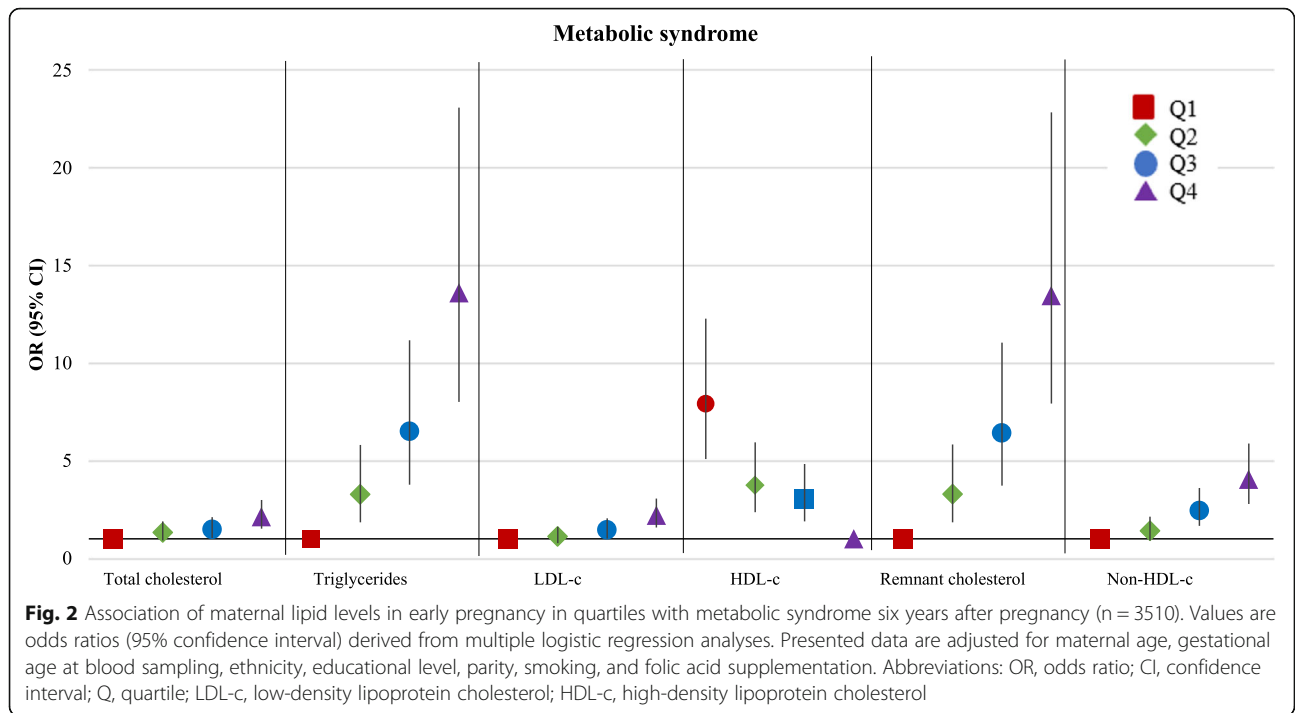 Metabolic syndrome
25
20
15
10
5
0
OR (95% CI)
Q1
Q2
Q3
Q4
Total cholesterol Triglycerides LDL-c HDL-c Remnant cholesterol Non-HDL-c
Fig. 2 Association of maternal lipid levels in early pregnancy in quartiles with metabolic syndrome six years after pregnancy (n = 3510). Values are
odds ratios (95% confidence interval) derived from multiple logistic regression analyses. Presented data are adjusted for maternal age, gestational
age at blood sampling, ethnicity, educational level, parity, smoking, and folic acid supplementation. Abbreviations: OR, odds ratio; CI, confidence
interval; Q, quartile; LDL-c, low-density lipoprotein cholesterol; HDL-c, high-density lipoprotein cholesterol